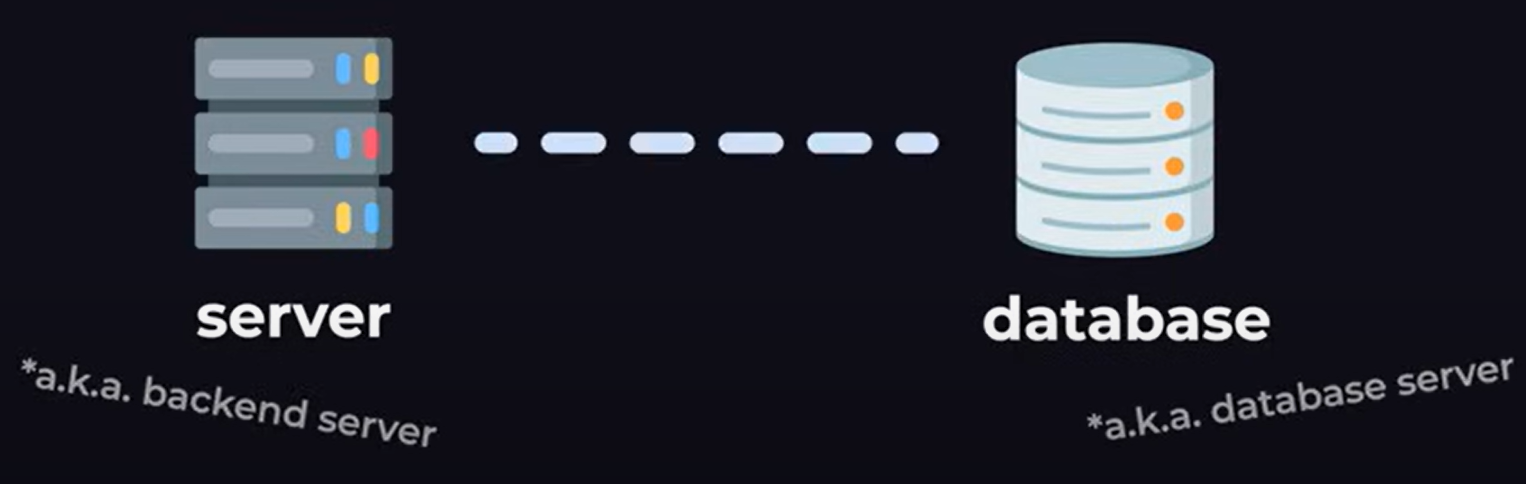 server
database
*a.k.a. backend server
*a.k.a. database server